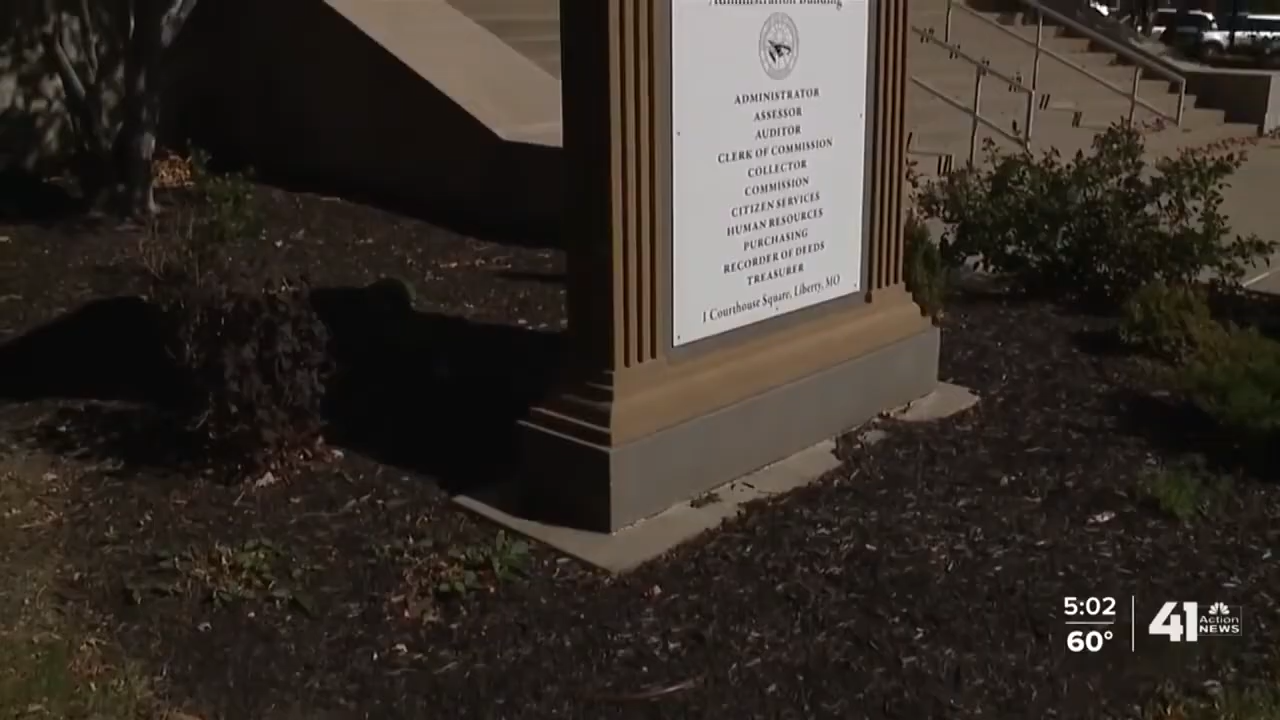 Administration Building
ADMINISTRATOR
ASSESSOR
AUDITOR
CLERK OF COMMISSION
COLLECTOR
COMMISSION
CITIZEN SERVICES
HUMAN RESOURCES
PURCHASING
RECORDER OF DEEDS
TREASURER
1 Courthouse Square, Liberty, MO
5:02
60°
41 Action NEWS